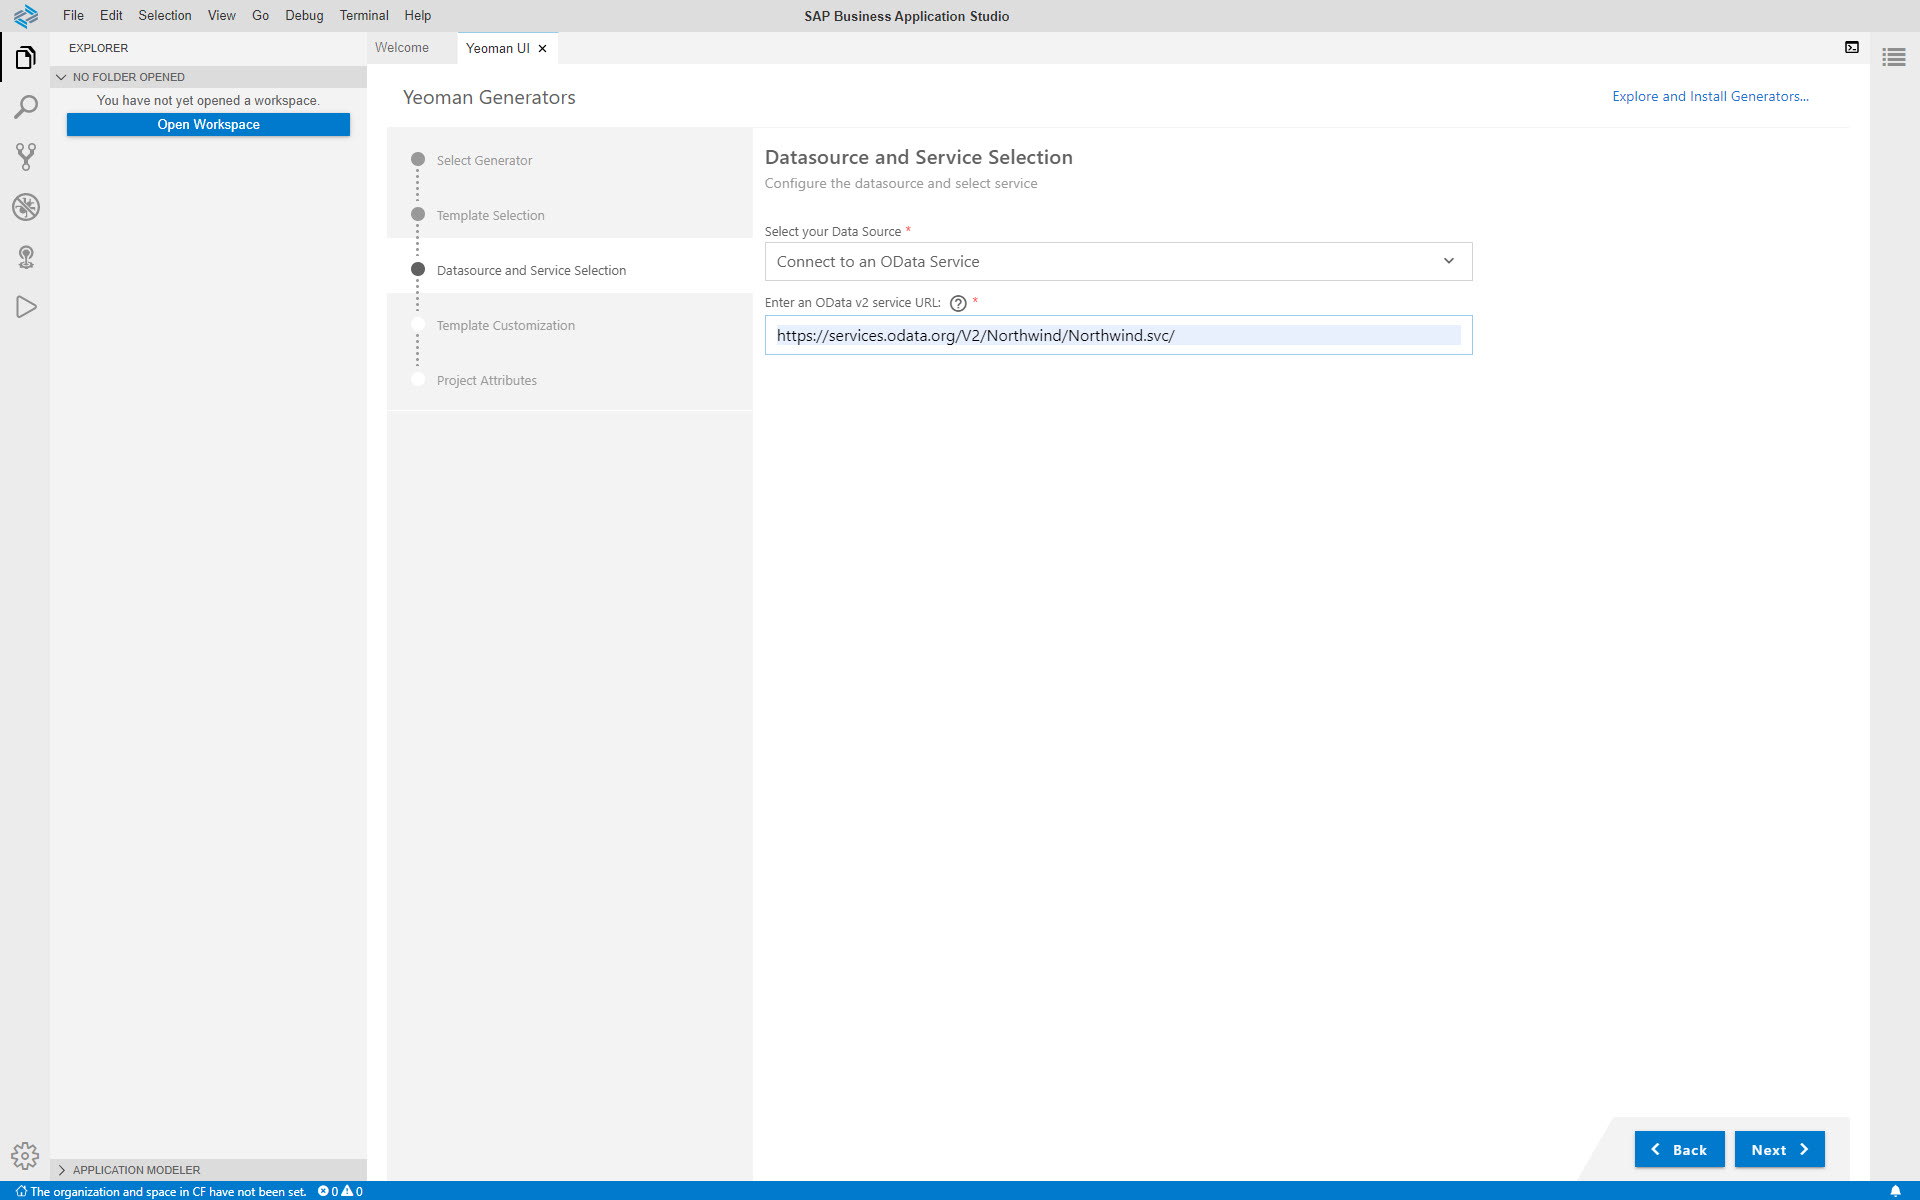 File Edit Selection View Go Debug Terminal Help
SAP Business Application Studio
EXPLORER
NO FOLDER OPENED
You have not yet opened a workspace.
Open Workspace
Welcome
Yeoman UI
Yeoman Generators
Explore and Install Generators...
Select Generator
Template Selection
Datasource and Service Selection
Template Customization
Project Attributes
Datasource and Service Selection
Configure the datasource and select service
Select your Data Source *
Connect to an OData Service
Enter an OData v2 service URL: ? *
https://services.odata.org/V2/Northwind/Northwind.svc/
Back
Next
APPLICATION MODELER
The organization and space in CF have not been set. 0 0